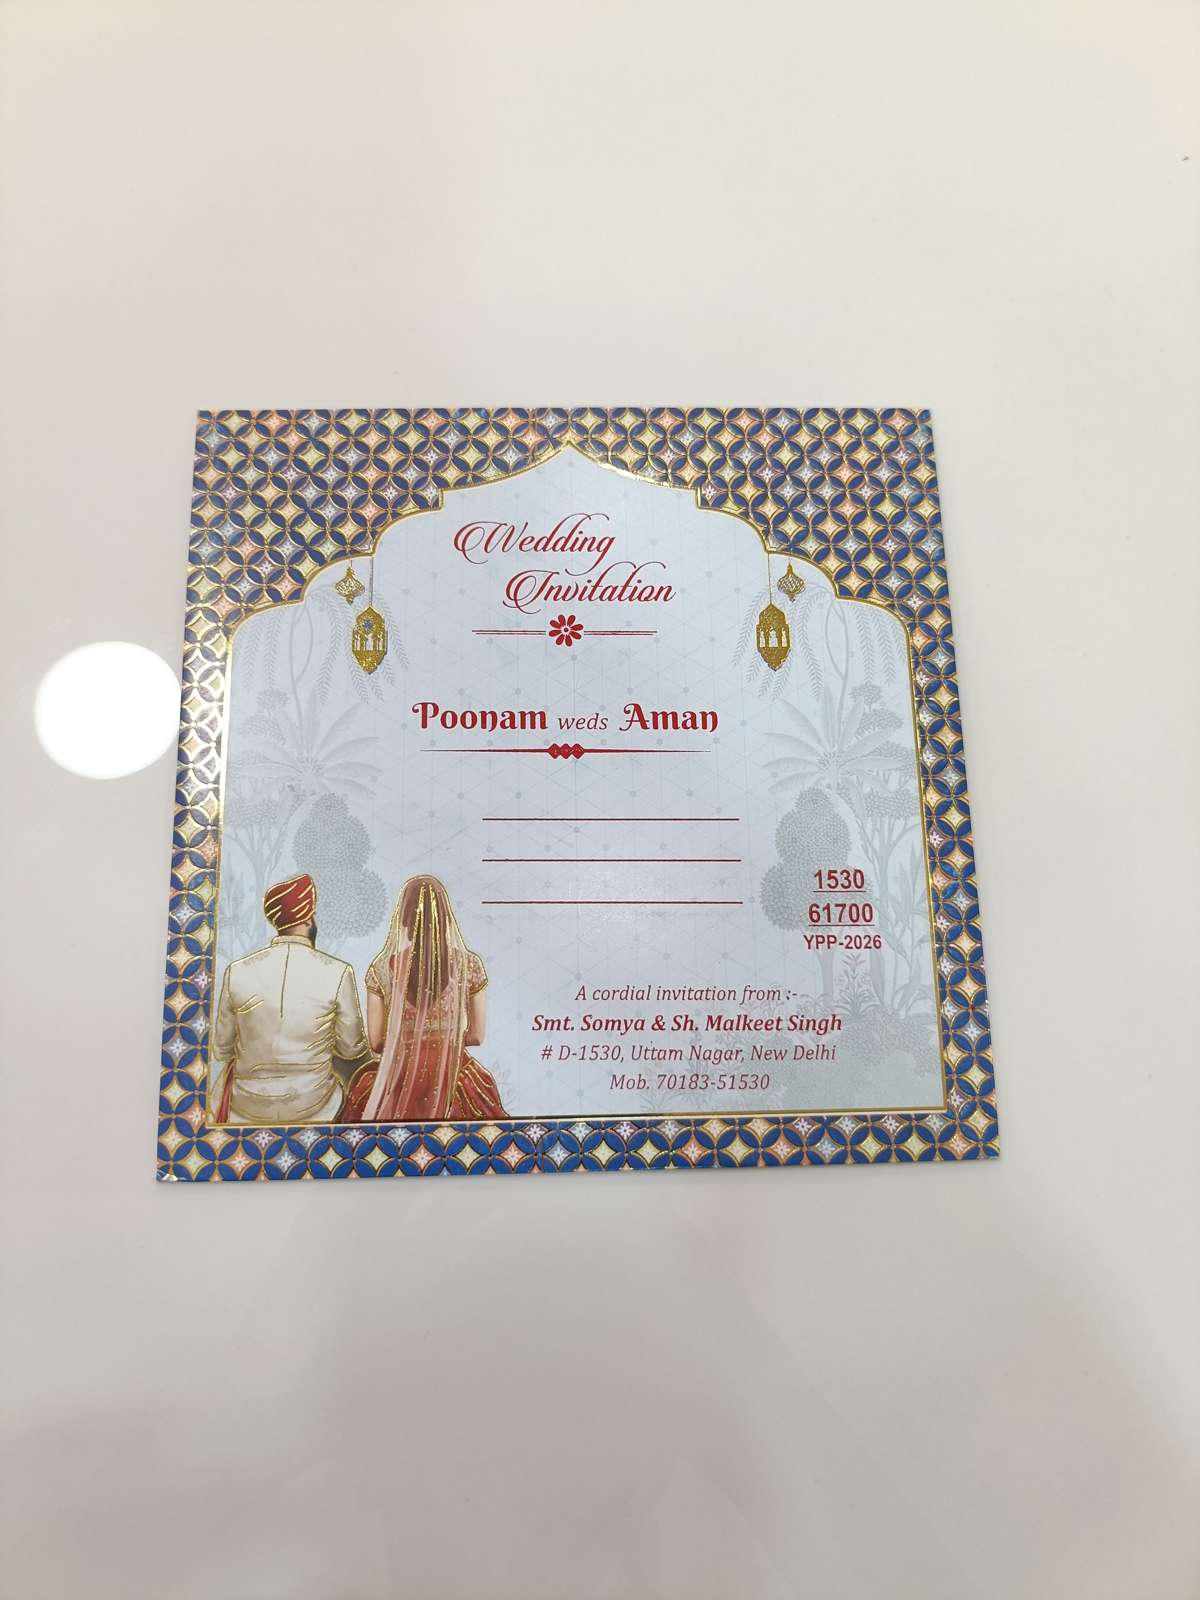 Wedding
Invitation
Poonam weds Aman
1530
61700
YPP-2026
A cordial invitation from :-
Smt. Somya & Sh. Malkeet Singh
# D-1530, Uttam Nagar, New Delhi
Mob. 70183-51530